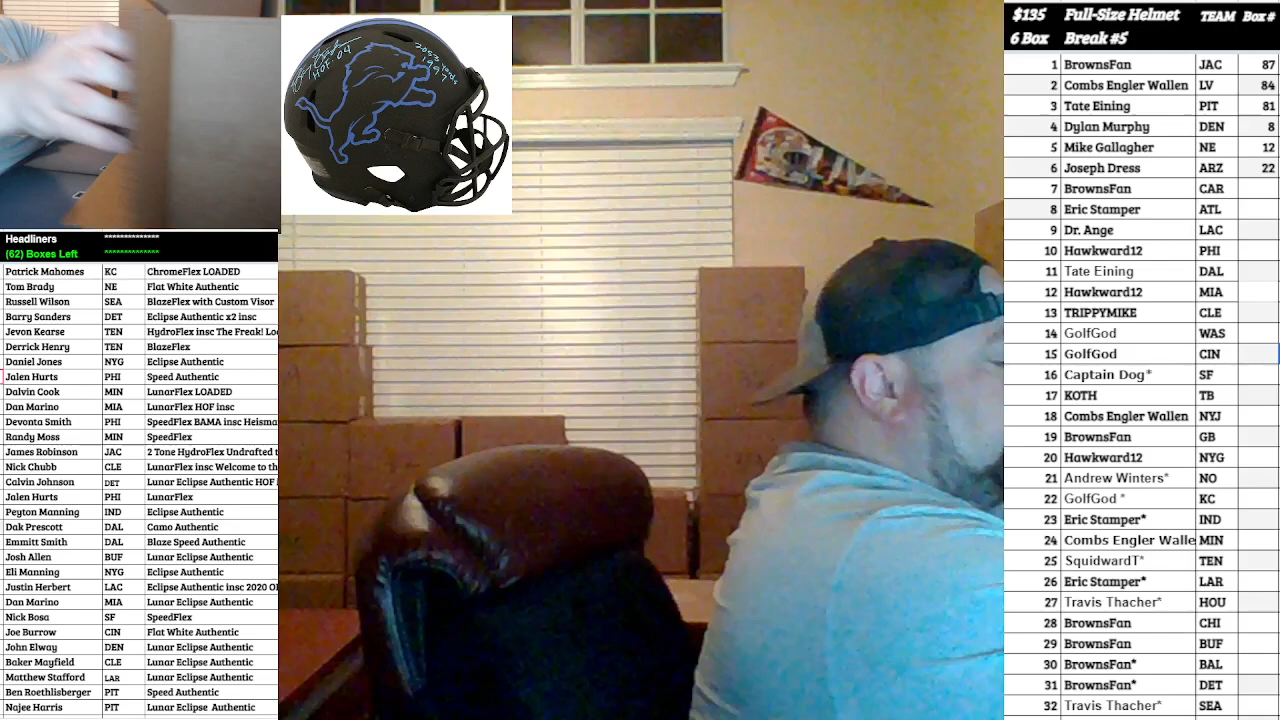 HOF '04
2053 yards
1997
Headliners **************
(62) Boxes Left **************
Patrick Mahomes KC ChromeFlex LOADED
Tom Brady NE Flat White Authentic
Russell Wilson SEA BlazeFlex with Custom Visor
Barry Sanders DET Eclipse Authentic x2 insc
Jevon Kearse TEN HydroFlex insc The Freak! Lo
Derrick Henry TEN BlazeFlex
Daniel Jones NYG Eclipse Authentic
Jalen Hurts PHI Speed Authentic
Dalvin Cook MIN LunarFlex LOADED
Dan Marino MIA LunarFlex HOF insc
Devonta Smith PHI SpeedFlex BAMA insc Heisma
Randy Moss MIN SpeedFlex
James Robinson JAC 2 Tone HydroFlex Undrafted t
Nick Chubb CLE LunarFlex insc Welcome to th
Calvin Johnson DET Lunar Eclipse Authentic HOF
Jalen Hurts PHI LunarFlex
Peyton Manning IND Eclipse Authentic
Dak Prescott DAL Camo Authentic
Emmitt Smith DAL Blaze Speed Authentic
Josh Allen BUF Lunar Eclipse Authentic
Eli Manning NYG Eclipse Authentic
Justin Herbert LAC Eclipse Authentic insc 2020 O
Dan Marino MIA Lunar Eclipse Authentic
Nick Bosa SF SpeedFlex
Joe Burrow CIN Flat White Authentic
John Elway DEN Lunar Eclipse Authentic
Baker Mayfield CLE Lunar Eclipse Authentic
Matthew Stafford LAR Lunar Eclipse Authentic
Ben Roethlisberger PIT Speed Authentic
Najee Harris PIT Lunar Eclipse Authentic
$135 Full-Size Helmet TEAM Box #
6 Box Break #5
1 BrownsFan JAC 87
2 Combs Engler Wallen LV 84
3 Tate Eining PIT 81
4 Dylan Murphy DEN 8
5 Mike Gallagher NE 12
6 Joseph Dress ARZ 22
7 BrownsFan CAR
8 Eric Stamper ATL
9 Dr. Ange LAC
10 Hawkward12 PHI
11 Tate Eining DAL
12 Hawkward12 MIA
13 TRIPPYMIKE CLE
14 GolfGod WAS
15 GolfGod CIN
16 Captain Dog* SF
17 KOTH TB
18 Combs Engler Wallen NYJ
19 BrownsFan GB
20 Hawkward12 NYG
21 Andrew Winters* NO
22 GolfGod * KC
23 Eric Stamper* IND
24 Combs Engler Walle MIN
25 SquidwardT* TEN
26 Eric Stamper* LAR
27 Travis Thacher* HOU
28 BrownsFan CHI
29 BrownsFan BUF
30 BrownsFan* BAL
31 BrownsFan* DET
32 Travis Thacher* SEA